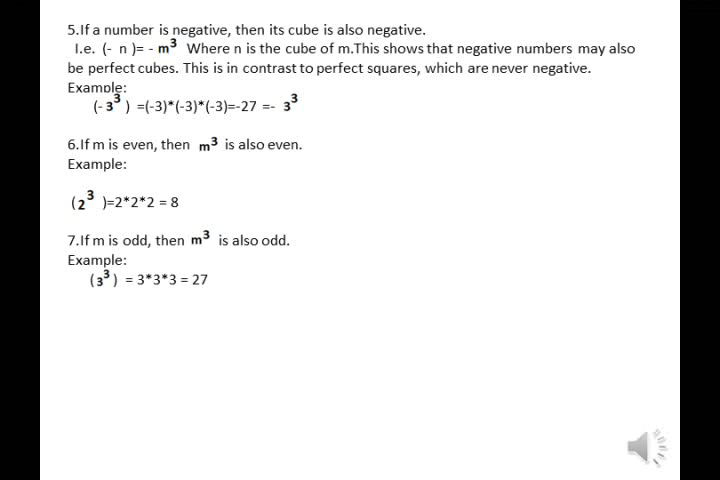 5.If a number is negative, then its cube is also negative.
I.e. (- n )= - m³ Where n is the cube of m.This shows that negative numbers may also
be perfect cubes. This is in contrast to perfect squares, which are never negative.
Example:
(- 3³ ) =(-3)*(-3)*(-3)=-27 =- 3³
6.If m is even, then m³ is also even.
Example:
(2³ )=2*2*2 = 8
7.If m is odd, then m³ is also odd.
Example:
(3³) = 3*3*3 = 27